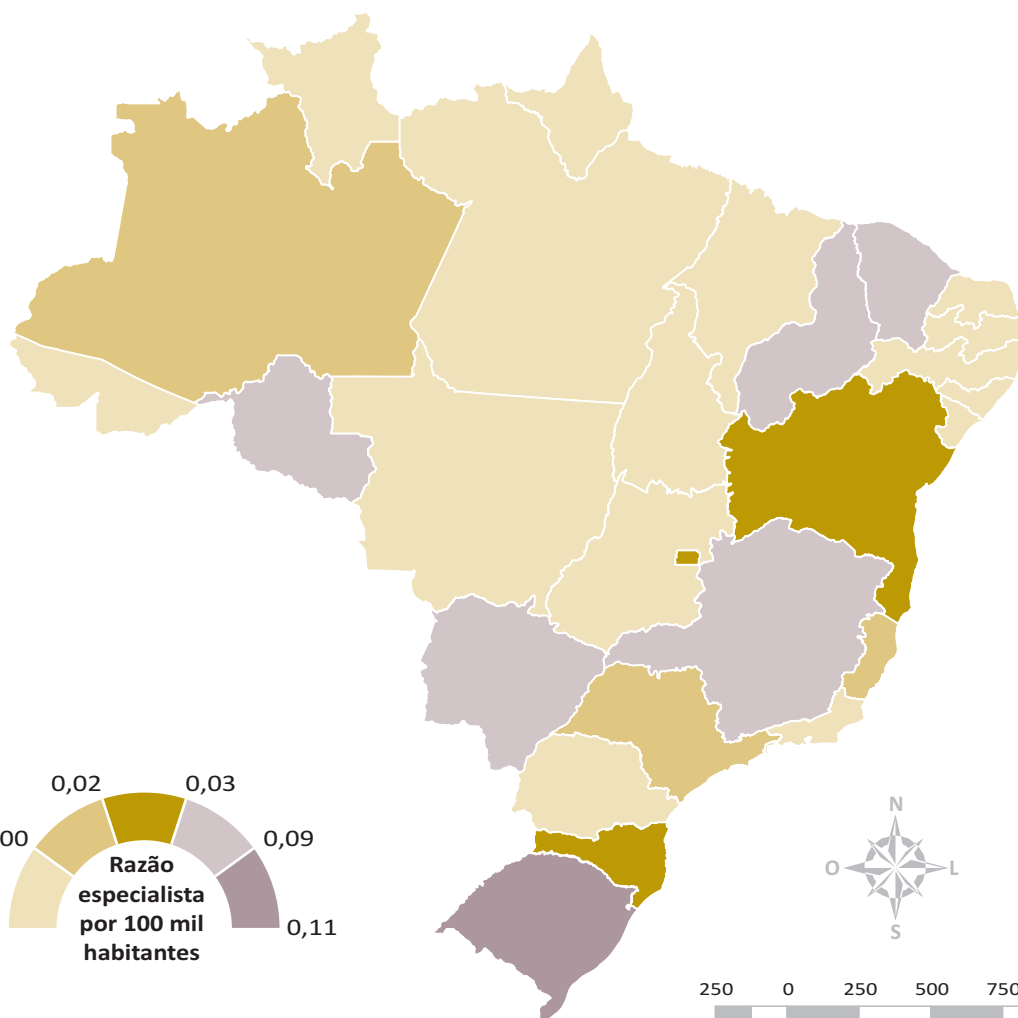 0,02
0,03
00
0,09
Razão
especialista
por 100 mil
habitantes
0,11
N
O
L
S
250
0
250
500
750